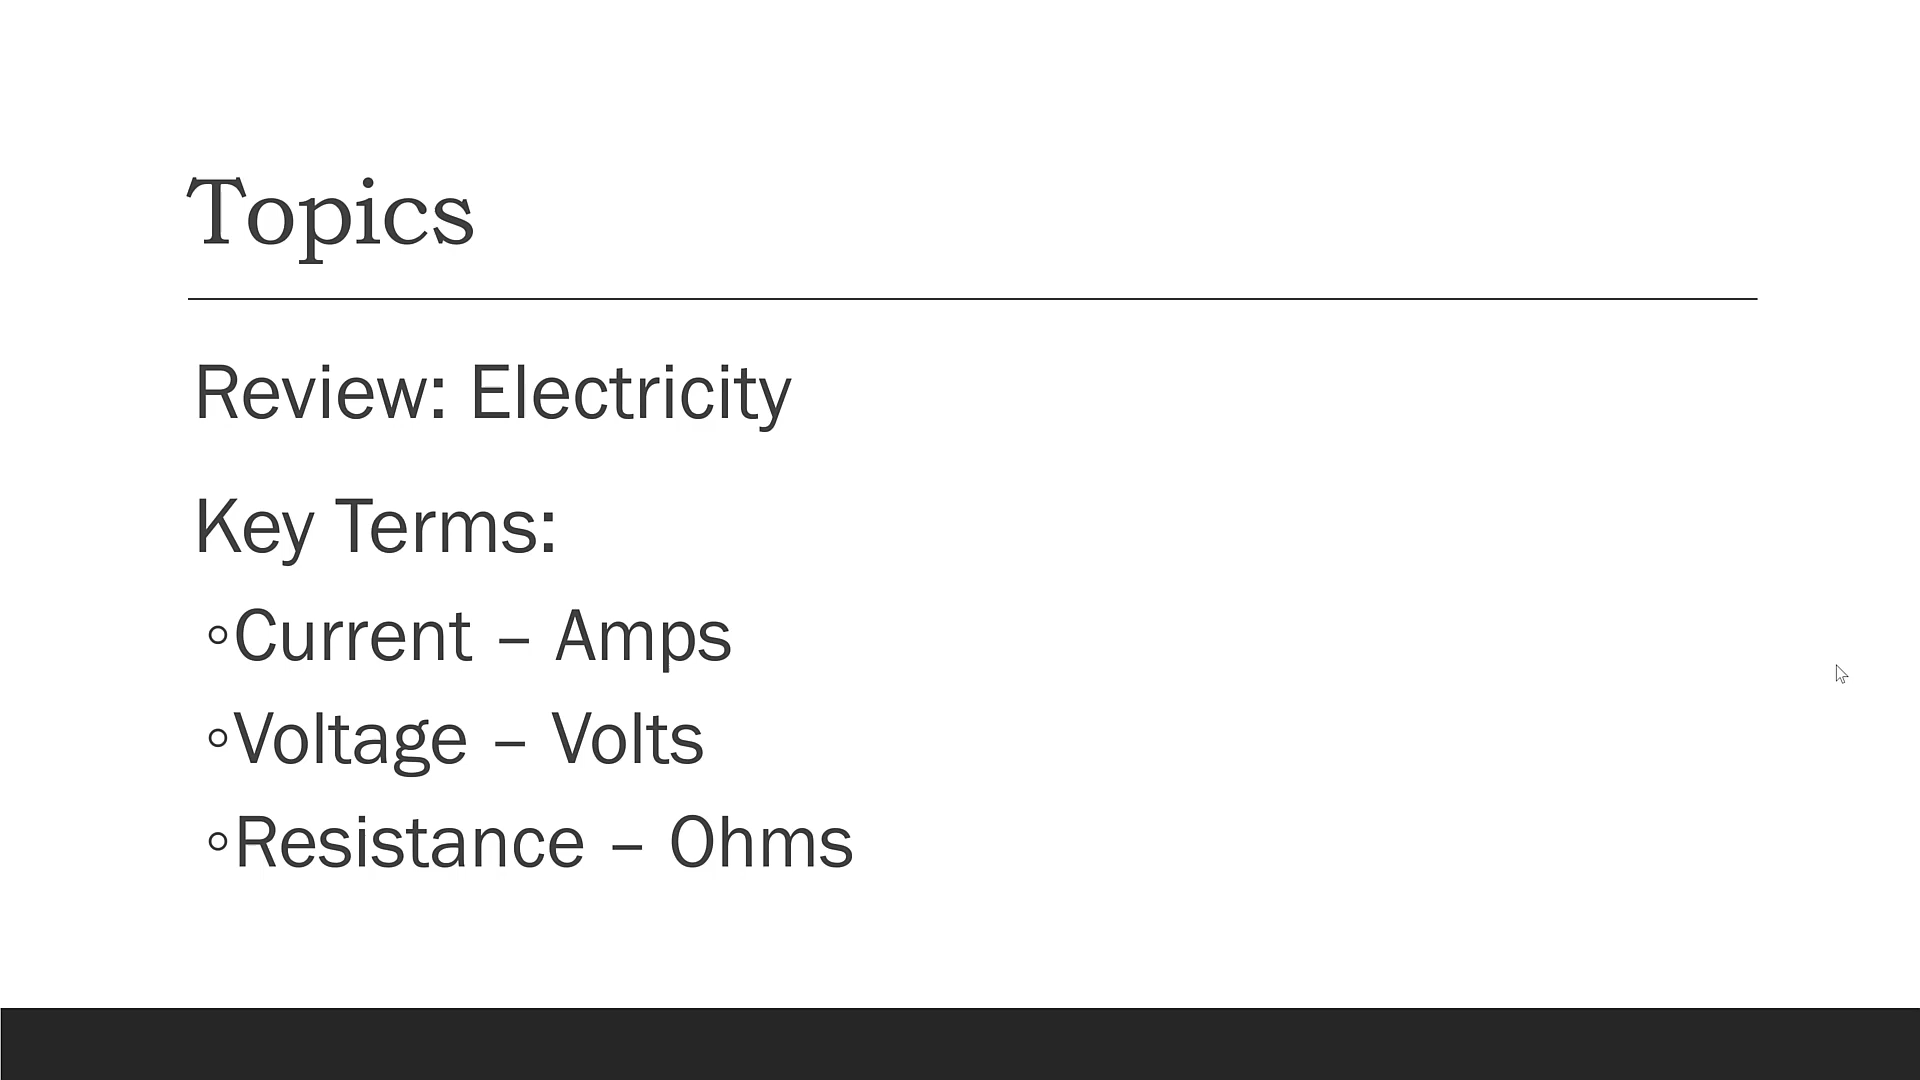 Topics
Review: Electricity
Key Terms:
◦Current – Amps
◦Voltage – Volts
◦Resistance – Ohms